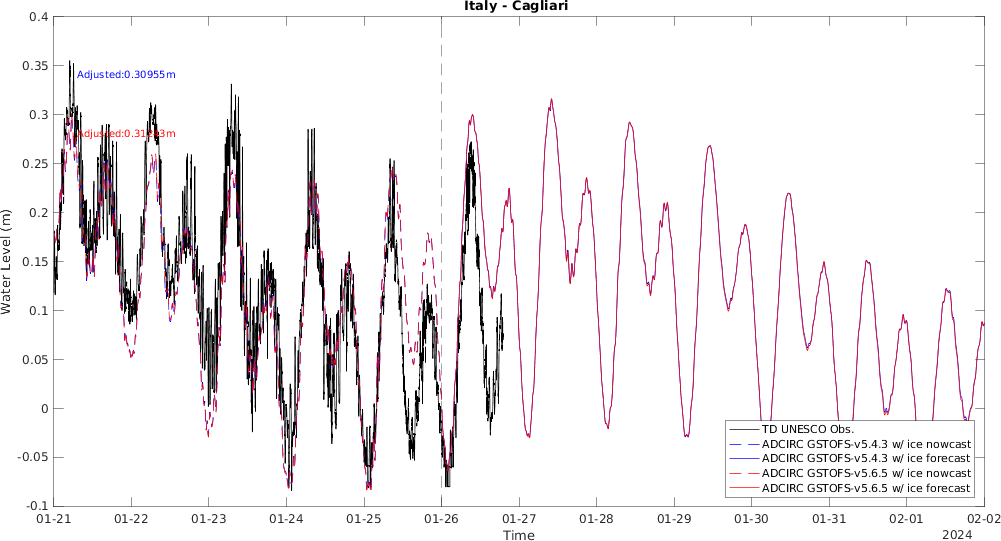 Italy - Cagliari
Water Level (m)
0.4
0.35
0.3
0.25
0.2
0.15
0.1
0.05
0
-0.05
-0.1
Adjusted:0.30955m
TD UNESCO Obs.
ADCIRC GSTOFS-v5.4.3 w/ ice nowcast
ADCIRC GSTOFS-v5.4.3 w/ ice forecast
ADCIRC GSTOFS-v5.6.5 w/ ice nowcast
ADCIRC GSTOFS-v5.6.5 w/ ice forecast
01-21 01-22 01-23 01-24 01-25 01-26 01-27 01-28 01-29 01-30 01-31 02-01 02-02
Time
2024